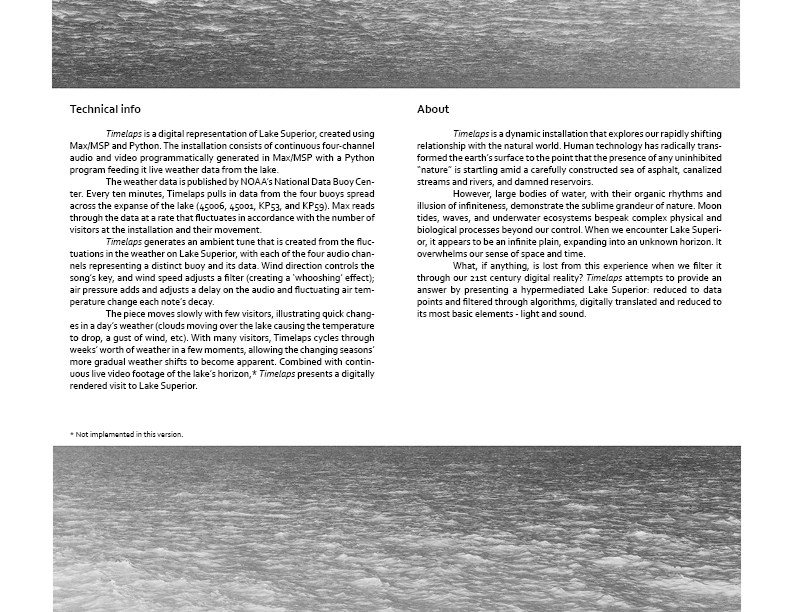 Technical info
Timelaps is a digital representation of Lake Superior, created using
Max/MSP and Python. The installation consists of continuous four-channel
audio and video programmatically generated in Max/MSP with a Python
program feeding it live weather data from the lake.
The weather data is published by NOAA's National Data Buoy Cen-
ter. Every ten minutes, Timelaps pulls in data from the four buoys spread
across the expanse of the lake (45006, 45001, KP53, and KP59). Max reads
through the data at a rate that fluctuates in accordance with the number of
visitors at the installation and their movement.
Timelaps generates an ambient tune that is created from the fluc-
tuations in the weather on Lake Superior, with each of the four audio chan-
nels representing a distinct buoy and its data. Wind direction controls the
song's key, and wind speed adjusts a filter (creating a 'whooshing' effect);
air pressure adds and adjusts a delay on the audio and fluctuating air tem-
perature change each note's decay.
The piece moves slowly with few visitors, illustrating quick chang-
es in a day's weather (clouds moving over the lake causing the temperature
to drop, a gust of wind, etc). With many visitors, Timelaps cycles through
weeks' worth of weather in a few moments, allowing the changing seasons'
more gradual weather shifts to become apparent. Combined with contin-
uous live video footage of the lake's horizon,* Timelaps presents a digitally
rendered visit to Lake Superior.
* Not implemented in this version.
About
Timelaps is a dynamic installation that explores our rapidly shifting
relationship with the natural world. Human technology has radically trans-
formed the earth's surface to the point that the presence of any uninhibited
"nature" is startling amid a carefully constructed sea of asphalt, canalized
streams and rivers, and damned reservoirs.
However, large bodies of water, with their organic rhythms and
illusion of infiniteness, demonstrate the sublime grandeur of nature. Moon
tides, waves, and underwater ecosystems bespeak complex physical and
biological processes beyond our control. When we encounter Lake Superi-
or, it appears to be an infinite plain, expanding into an unknown horizon. It
overwhelms our sense of space and time.
What, if anything, is lost from this experience when we filter it
through our 21st century digital reality? Timelaps attempts to provide an
answer by presenting a hypermediated Lake Superior: reduced to data
points and filtered through algorithms, digitally translated and reduced to
its most basic elements - light and sound.